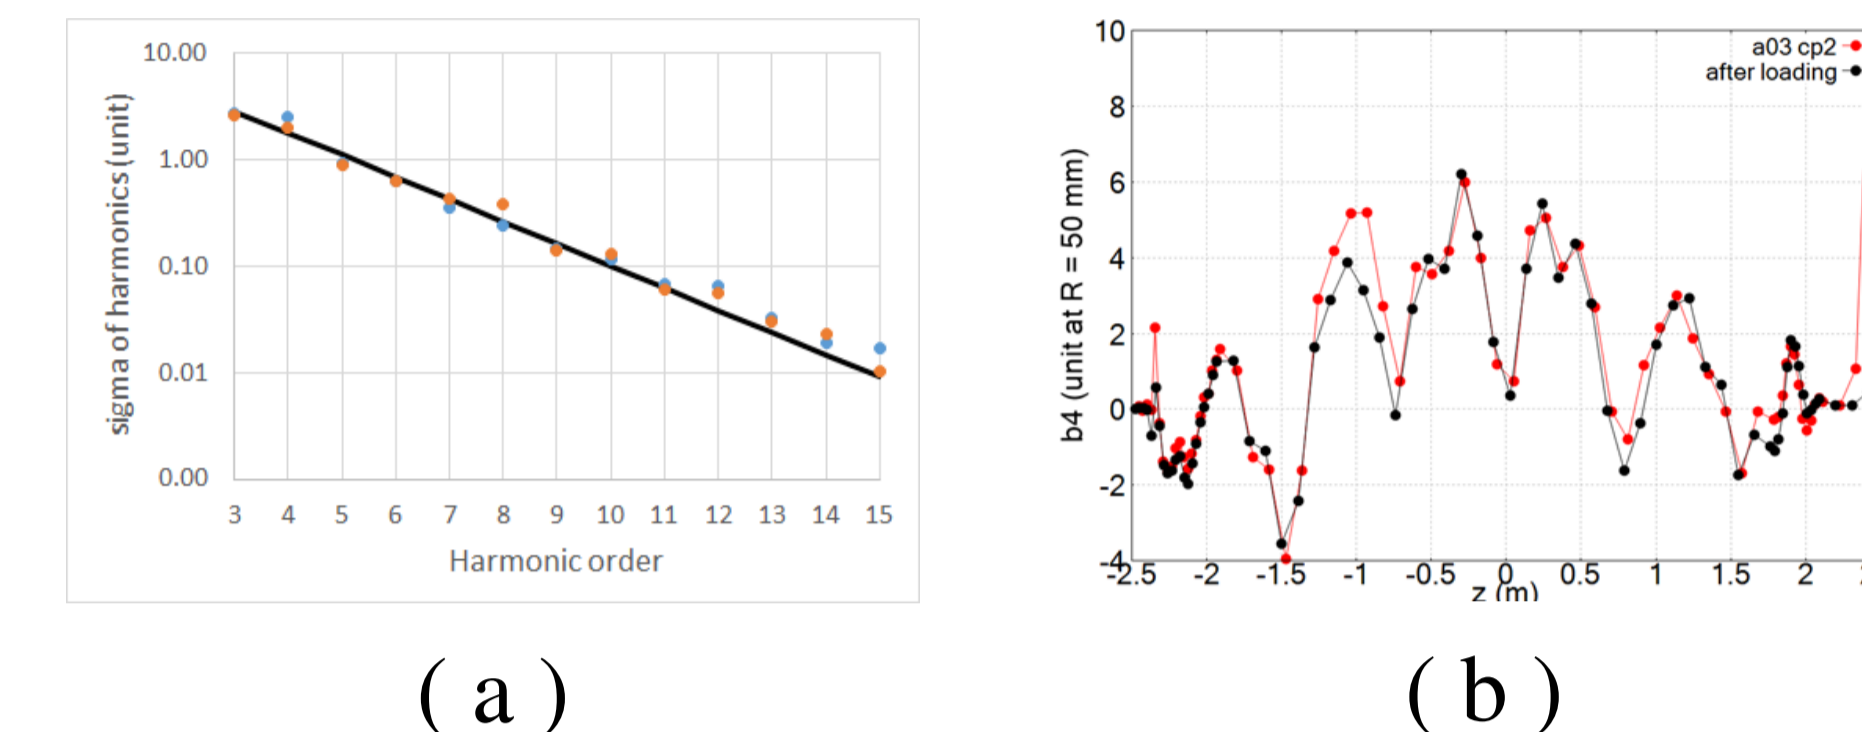 10.00
1.00
0.10
0.01
0.00
sigma of harmonics (unit)
3 4 5 6 7 8 9 10 11 12 13 14 15
Harmonic order
( a )
10
8
6
4
2
0
-2
-4
b4 (unit at R = 50 mm)
a03 cp2
after loading
-2.5 -2 -1.5 -1 -0.5 0 0.5 1 1.5 2
z (m)
( b )